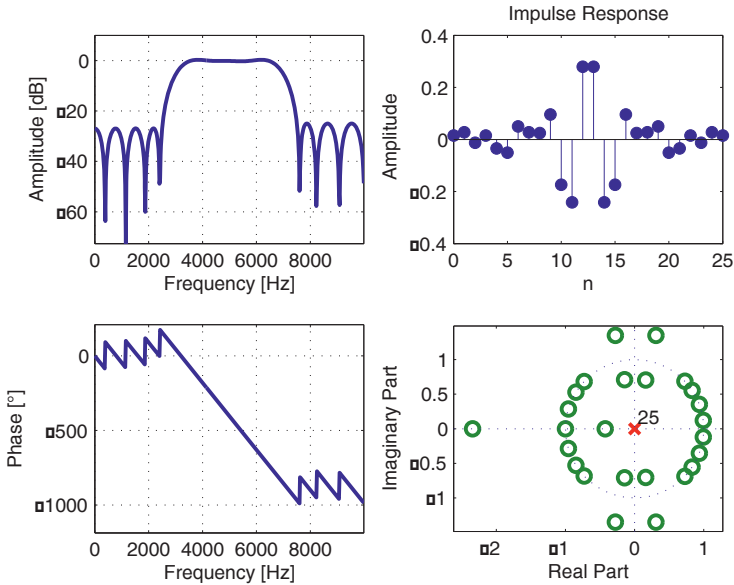 0
□20
□40
□60
Amplitude [dB]
0 2000 4000 6000 8000
Frequency [Hz]
Impulse Response
0.4
0.2
0
□0.2
□0.4
Amplitude
0 5 10 15 20 25
n
0
□500
□1000
Phase [°]
0 2000 4000 6000 8000
Frequency [Hz]
1
0.5
0
□0.5
□1
Imaginary Part
25
□2 □1 0 1
Real Part